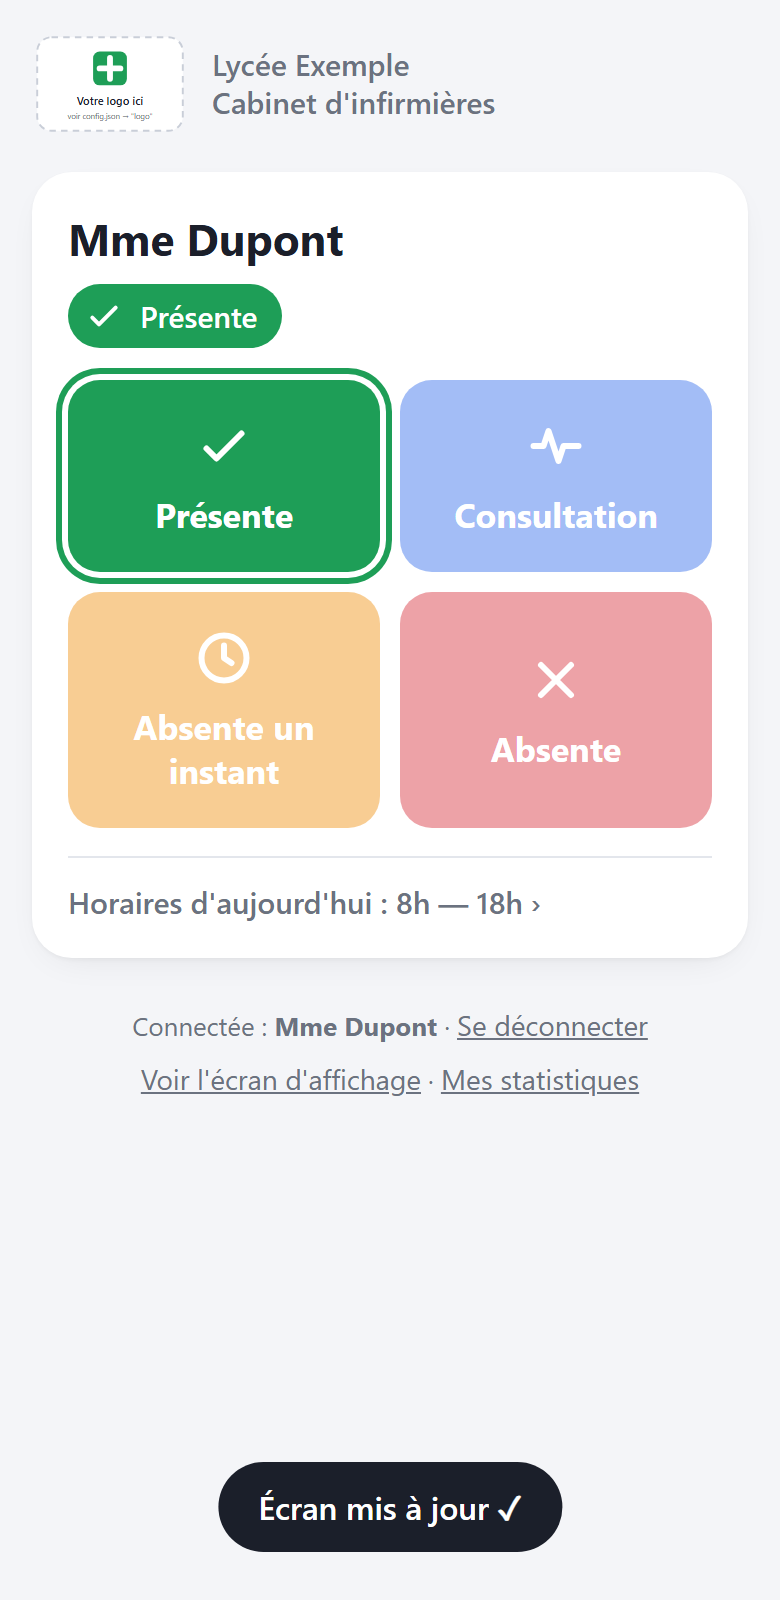 Votre logo ici
voir config.json → "logo"
Lycée Exemple
Cabinet d'infirmières
Mme Dupont
Présente
Présente
Consultation
Absente un
instant
Absente
Horaires d'aujourd'hui : 8h — 18h ›
Connectée : Mme Dupont · Se déconnecter
Voir l'écran d'affichage · Mes statistiques
Écran mis à jour ✓